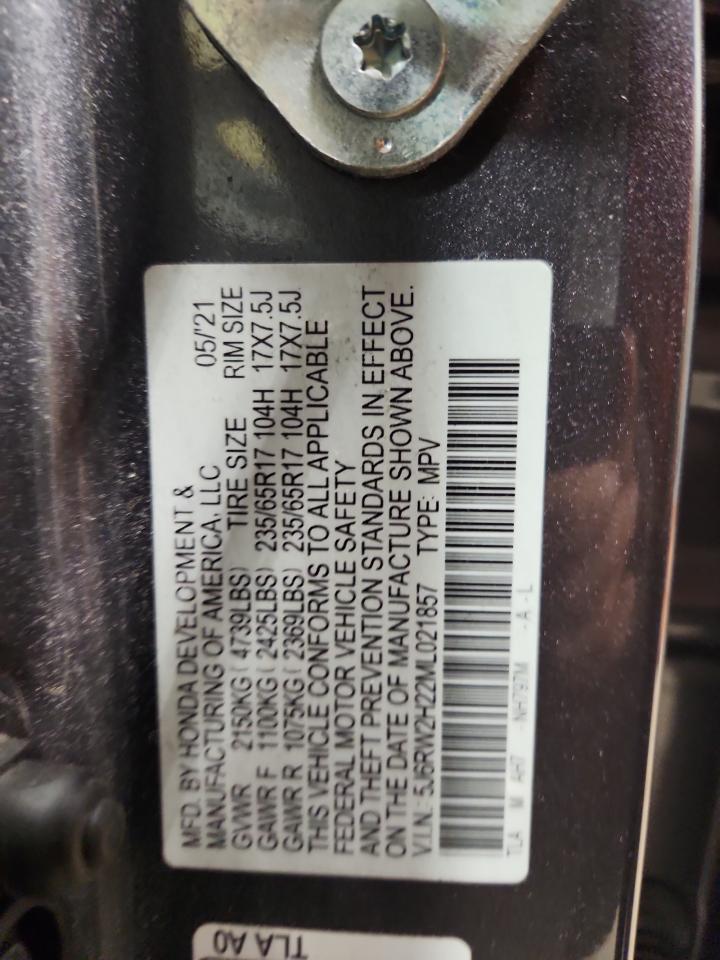 MFD. BY HONDA DEVELOPMENT &
MANUFACTURING OF AMERICA, LLC 05/'21
GVWR 2150KG ( 4739LBS) TIRE SIZE RIM SIZE
GAWR F 1100KG ( 2425LBS) 235/65R17 104H 17X7.5J
GAWR R 1075KG ( 2369LBS) 235/65R17 104H 17X7.5J
THIS VEHICLE CONFORMS TO ALL APPLICABLE
FEDERAL MOTOR VEHICLE SAFETY
AND THEFT PREVENTION STANDARDS IN EFFECT
ON THE DATE OF MANUFACTURE SHOWN ABOVE.
V.I.N.: 5J6RW2H22ML021857 TYPE: MPV
TLA M AH7 -NH797M -A -L
TLA A0